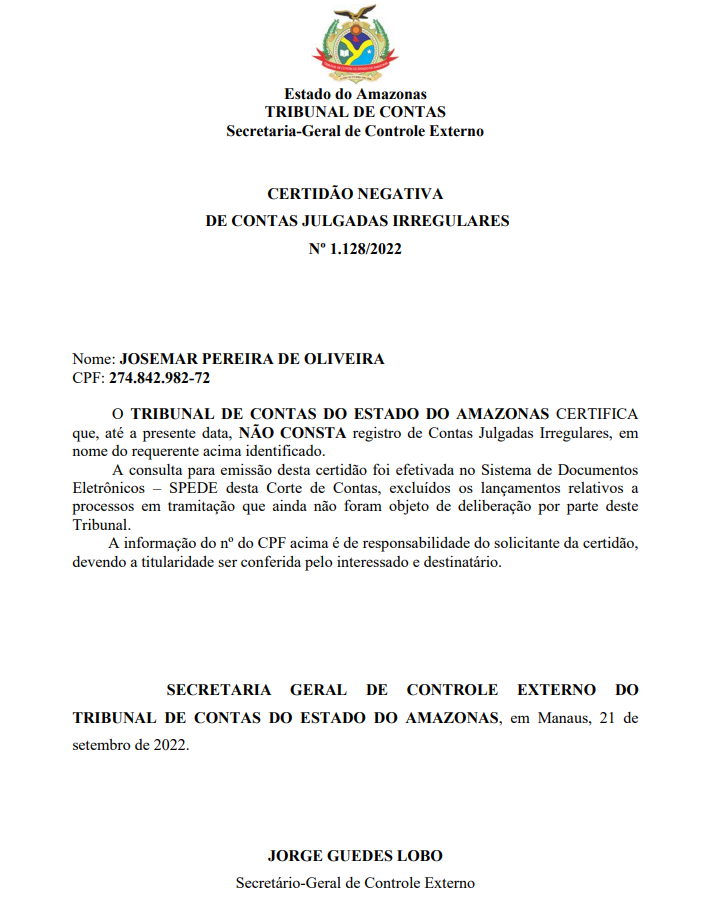 Estado do Amazonas
TRIBUNAL DE CONTAS
Secretaria-Geral de Controle Externo
CERTIDÃO NEGATIVA
DE CONTAS JULGADAS IRREGULARES
Nº 1.128/2022
Nome: JOSEMAR PEREIRA DE OLIVEIRA
CPF: 274.842.982-72
O TRIBUNAL DE CONTAS DO ESTADO DO AMAZONAS CERTIFICA
que, até a presente data, NÃO CONSTA registro de Contas Julgadas Irregulares, em
nome do requerente acima identificado.
A consulta para emissão desta certidão foi efetivada no Sistema de Documentos
Eletrônicos – SPEDE desta Corte de Contas, excluídos os lançamentos relativos a
processos em tramitação que ainda não foram objeto de deliberação por parte deste
Tribunal.
A informação do nº do CPF acima é de responsabilidade do solicitante da certidão,
devendo a titularidade ser conferida pelo interessado e destinatário.
SECRETARIA GERAL DE CONTROLE EXTERNO DO
TRIBUNAL DE CONTAS DO ESTADO DO AMAZONAS, em Manaus, 21 de
setembro de 2022.
JORGE GUEDES LOBO
Secretário-Geral de Controle Externo